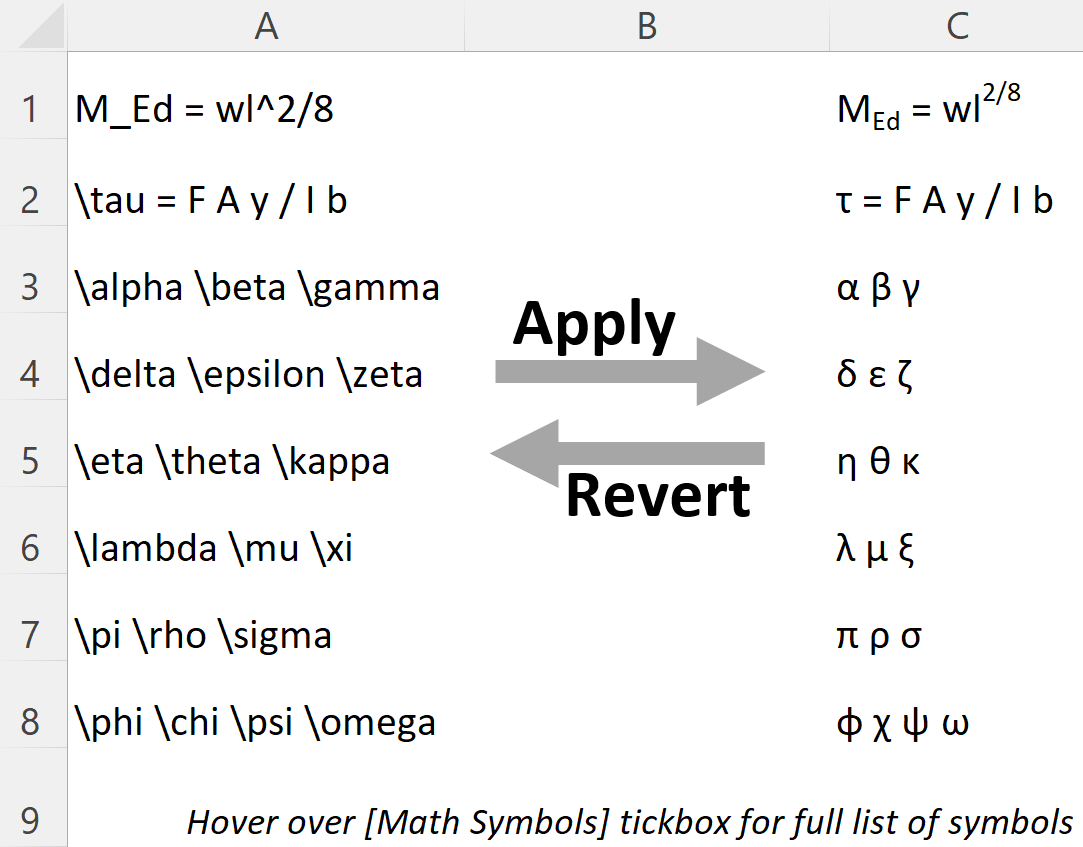 A B C
1 M_Ed = wl^2/8 M_Ed = wl^2/8
2 \tau = F A y / I b τ = F A y / I b
3 \alpha \beta \gamma α β γ
Apply
4 \delta \epsilon \zeta δ ε ζ
5 \eta \theta \kappa η θ κ
Revert
6 \lambda \mu \xi λ μ ξ
7 \pi \rho \sigma π ρ σ
8 \phi \chi \psi \omega ϕ χ ψ ω
9 Hover over [Math Symbols] tickbox for full list of symbols